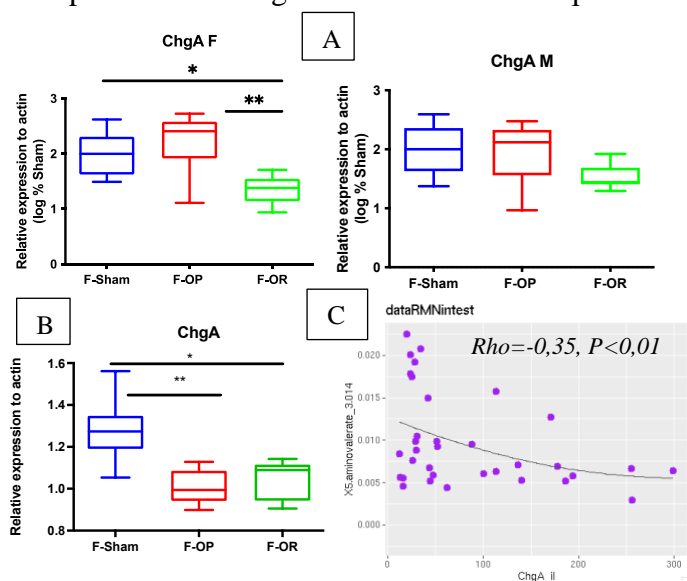 A
ChgA F
*
**
3
2
1
0
Relative expression to actin
(log % Sham)
F-Sham
F-OP
F-OR
ChgA M
3
2
1
0
Relative expression to actin
(log % Sham)
F-Sham
F-OP
F-OR
B
ChgA
*
**
1.6
1.4
1.2
1.0
0.8
Relative expression to actin
F-Sham
F-OP
F-OR
C
dataRMNintest
Rho=-0,35, P<0,01
0.020
0.015
0.010
0.005
0.000
X5.aminovalerate_3.014
0
100
200
300
ChgA_il